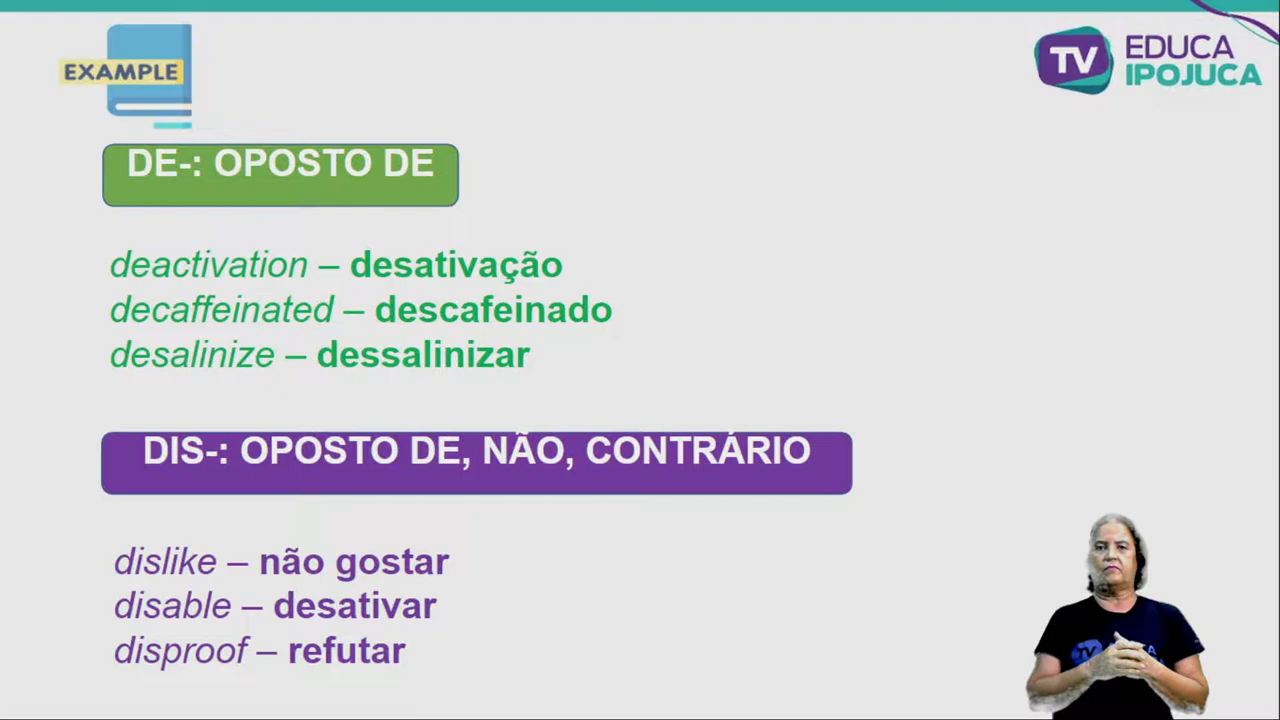 EXAMPLE
TV EDUCA
IPOJUCA
DE-: OPOSTO DE
deactivation – desativação
decaffeinated – descafeinado
desalinize – dessalinizar
DIS-: OPOSTO DE, NÃO, CONTRÁRIO
dislike – não gostar
disable – desativar
disproof – refutar
TV